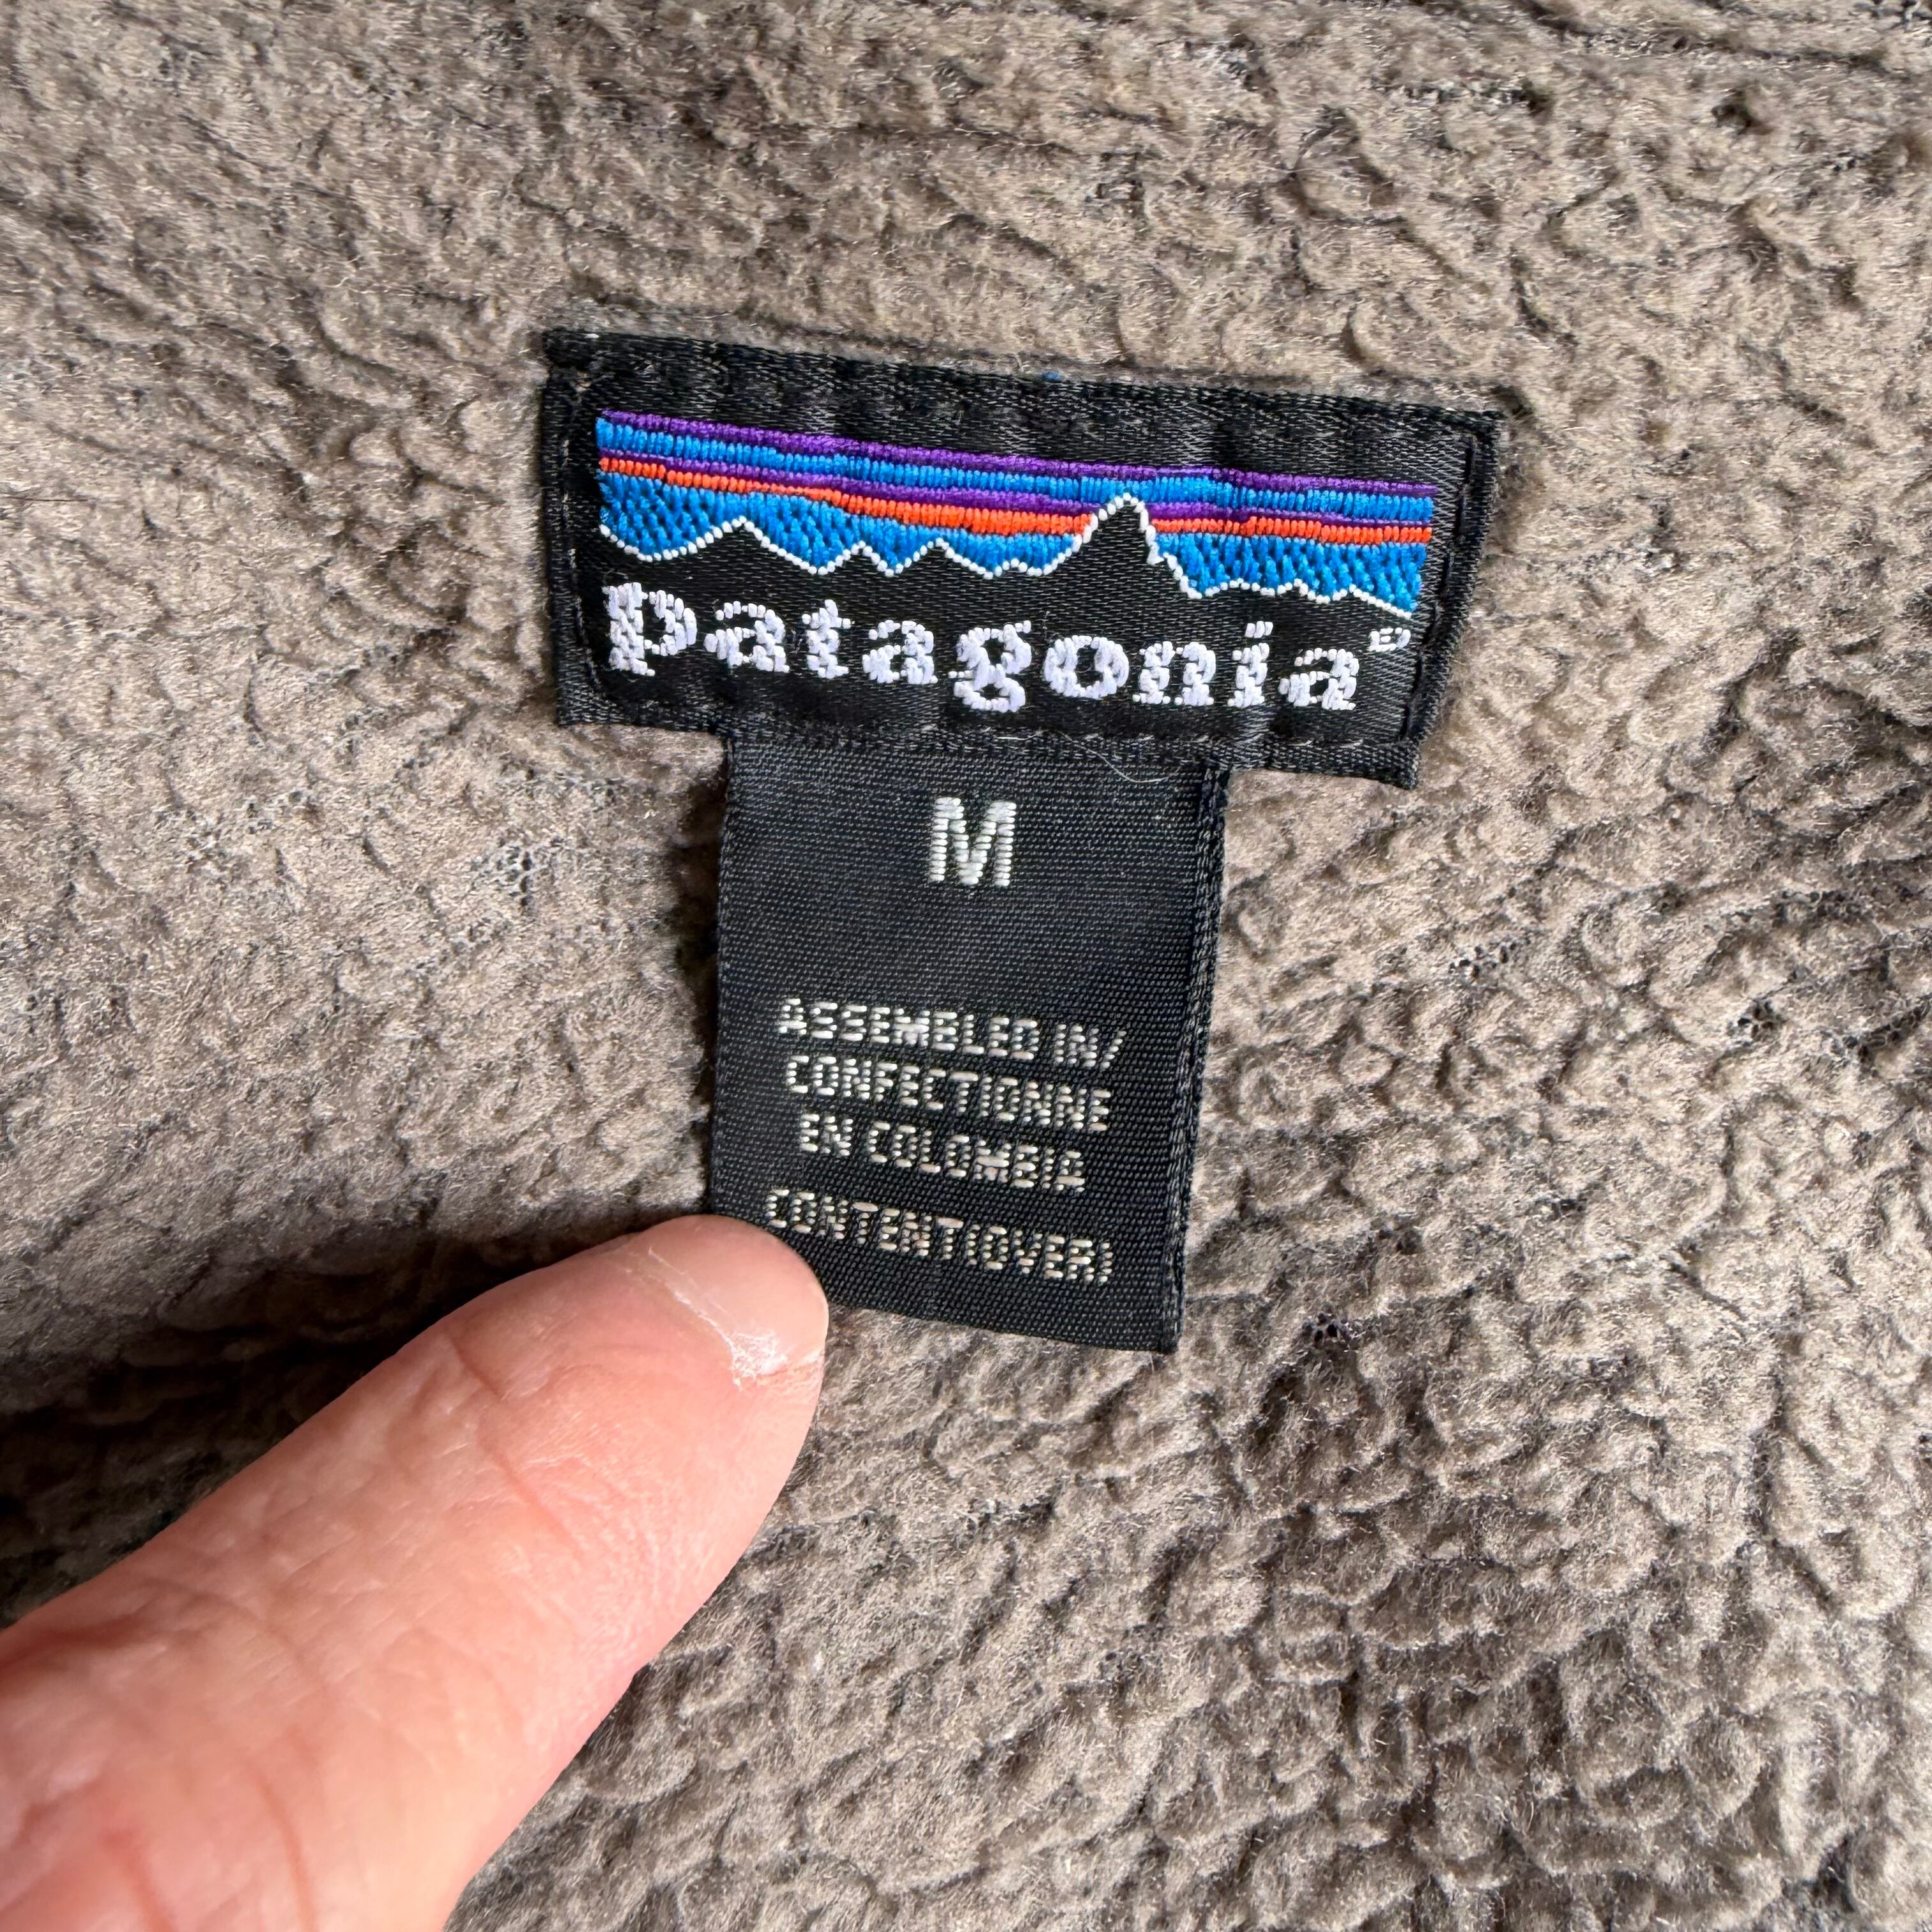 patagonia®
M
ASSEMBLED IN/
CONFECTIONNE
EN COLOMBIA
CONTENT(OVER)